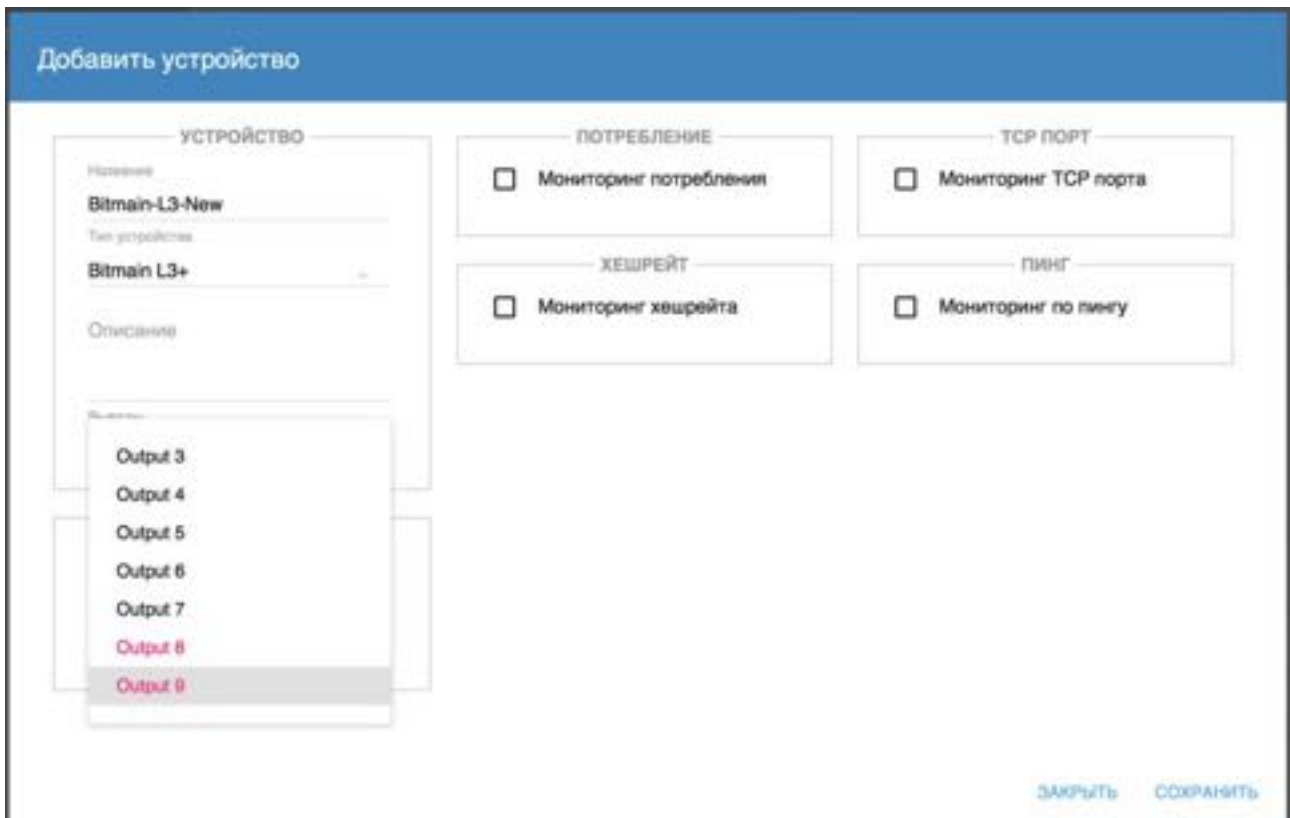 Добавить устройство
УСТРОЙСТВО
Название
Bitmain-L3-New
Тип устройства
Bitmain L3+
Описание
Output 3
Output 4
Output 5
Output 6
Output 7
Output 8
Output 9
ПОТРЕБЛЕНИЕ
Мониторинг потребления
TCP ПОРТ
Мониторинг TCP порта
ХЕШРЕЙТ
Мониторинг хешрейта
ПИНГ
Мониторинг по пингу
ЗАКРЫТЬ
СОХРАНИТЬ